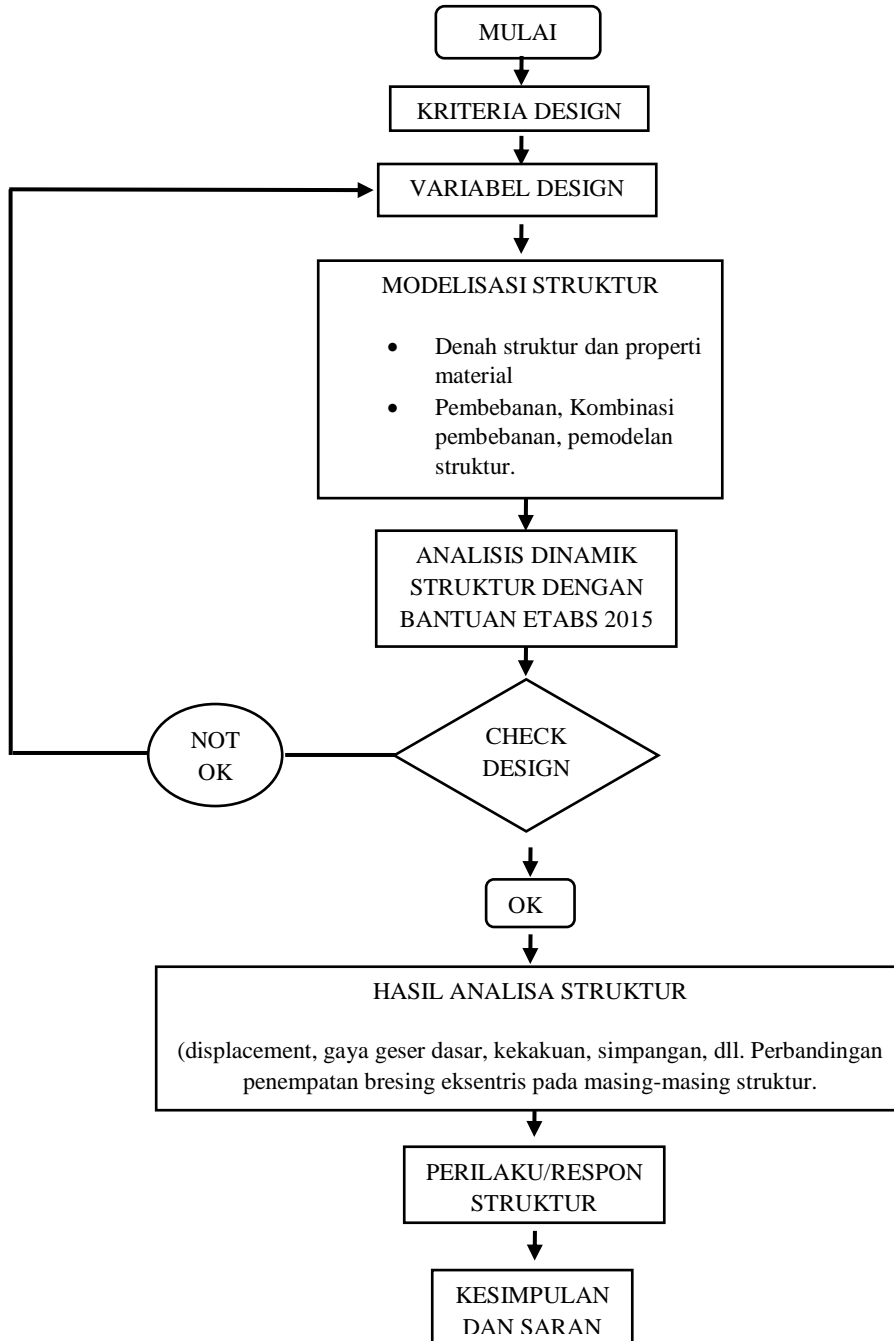 MULAI
KRITERIA DESIGN
VARIABEL DESIGN
MODELISASI STRUKTUR
• Denah struktur dan properti
material
• Pembebanan, Kombinasi
pembebanan, pemodelan
struktur.
ANALISIS DINAMIK
STRUKTUR DENGAN
BANTUAN ETABS 2015
NOT
OK
CHECK
DESIGN
OK
HASIL ANALISA STRUKTUR
(displacement, gaya geser dasar, kekakuan, simpangan, dll. Perbandingan
penempatan bresing eksentris pada masing-masing struktur.
PERILAKU/RESPON
STRUKTUR
KESIMPULAN
DAN SARAN